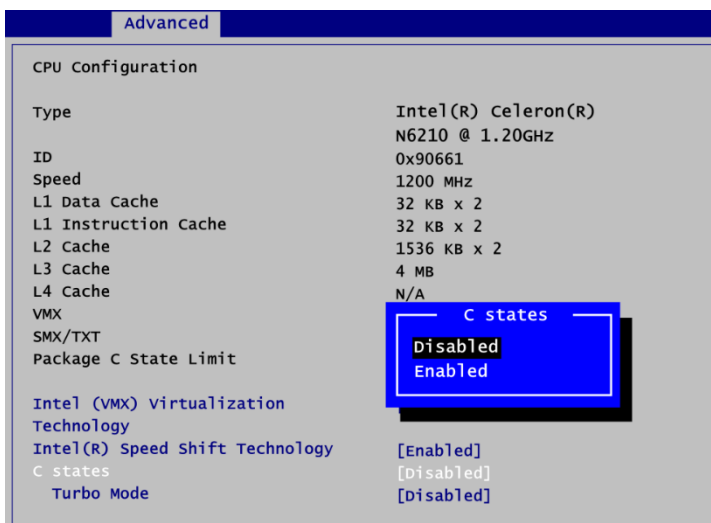 Advanced
CPU Configuration
Type Intel(R) Celeron(R)
N6210 @ 1.20GHz
ID 0x90661
Speed 1200 MHz
L1 Data Cache 32 KB x 2
L1 Instruction Cache 32 KB x 2
L2 Cache 1536 KB x 2
L3 Cache 4 MB
L4 Cache N/A
VMX
SMX/TXT
Package C State Limit
C states
Disabled
Enabled
Intel (VMX) Virtualization
Technology
Intel(R) Speed Shift Technology [Enabled]
C states [Disabled]
Turbo Mode [Disabled]